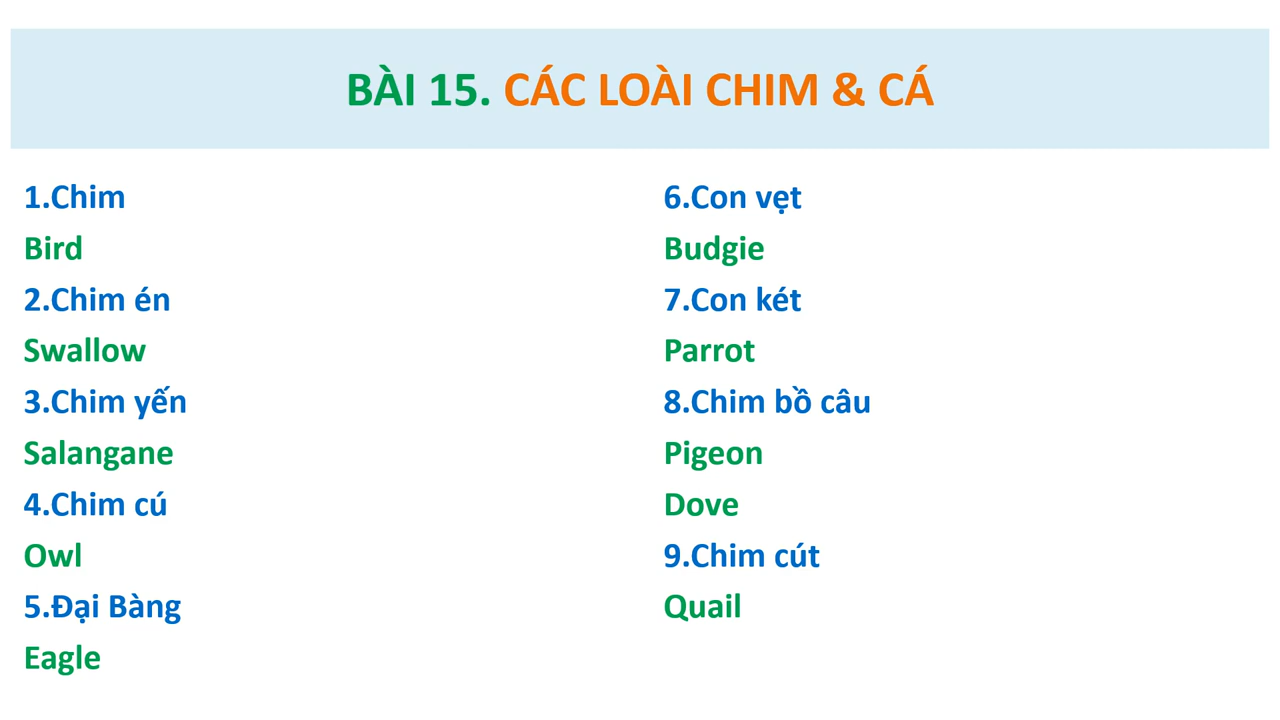 BÀI 15. CÁC LOÀI CHIM & CÁ
1.Chim
Bird
2.Chim én
Swallow
3.Chim yến
Salangane
4.Chim cú
Owl
5.Đại Bàng
Eagle
6.Con vẹt
Budgie
7.Con két
Parrot
8.Chim bồ câu
Pigeon
Dove
9.Chim cút
Quail